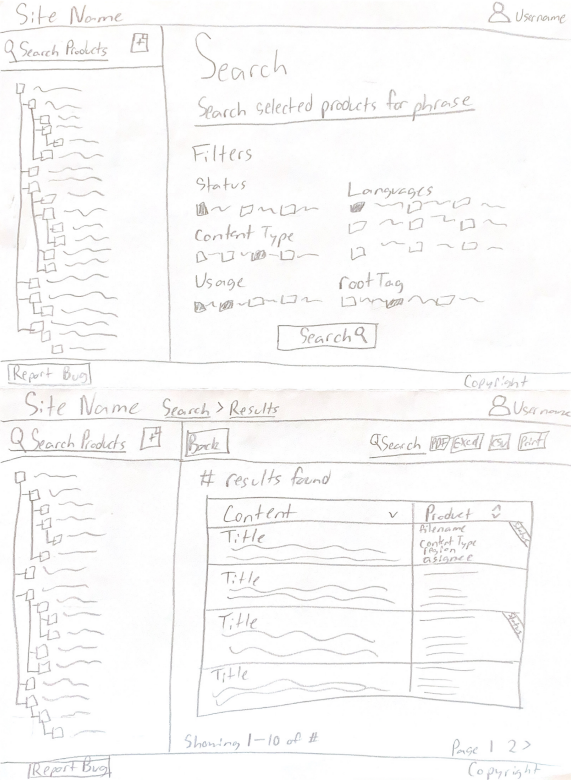 Site Name
Username
Search Products
Search
Search selected products for phrase
Filters
Status
Languages
Content Type
Usage
rootTag
Search
Report Bug
Copyright
Site Name Search > Results
Username
Search Products
Back
Search PDF Excel CSV Print
# results found
Content
Product
Title
Filename
Content Type
assignee
Title
Title
Title
Showing 1-10 of #
Page 1 2 >
Report Bug
Copyright